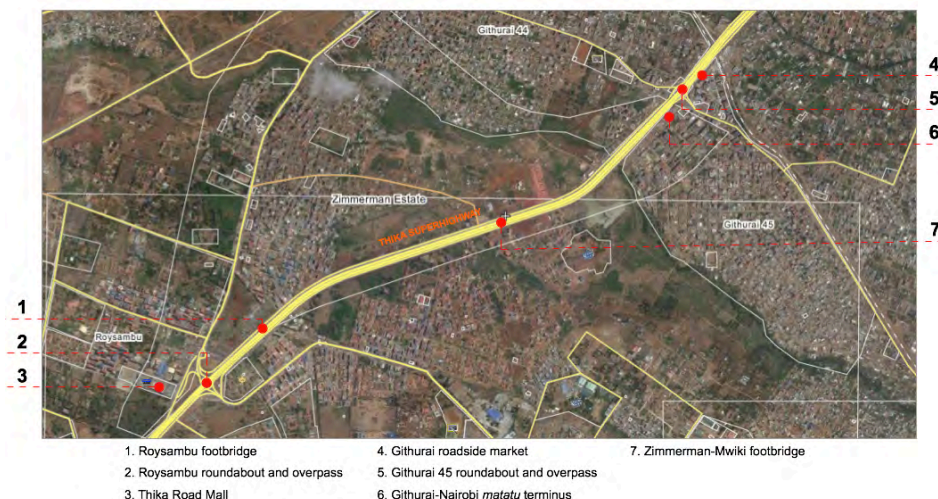 Githurai 44
4
5
6
Zimmerman Estate
THIKA SUPERHIGHWAY
Githurai 45
7
1
Roysambu
2
3
1. Roysambu footbridge
2. Roysambu roundabout and overpass
3. Thika Road Mall
4. Githurai roadside market
5. Githurai 45 roundabout and overpass
6. Githurai-Nairobi matatu terminus
7. Zimmerman-Mwiki footbridge